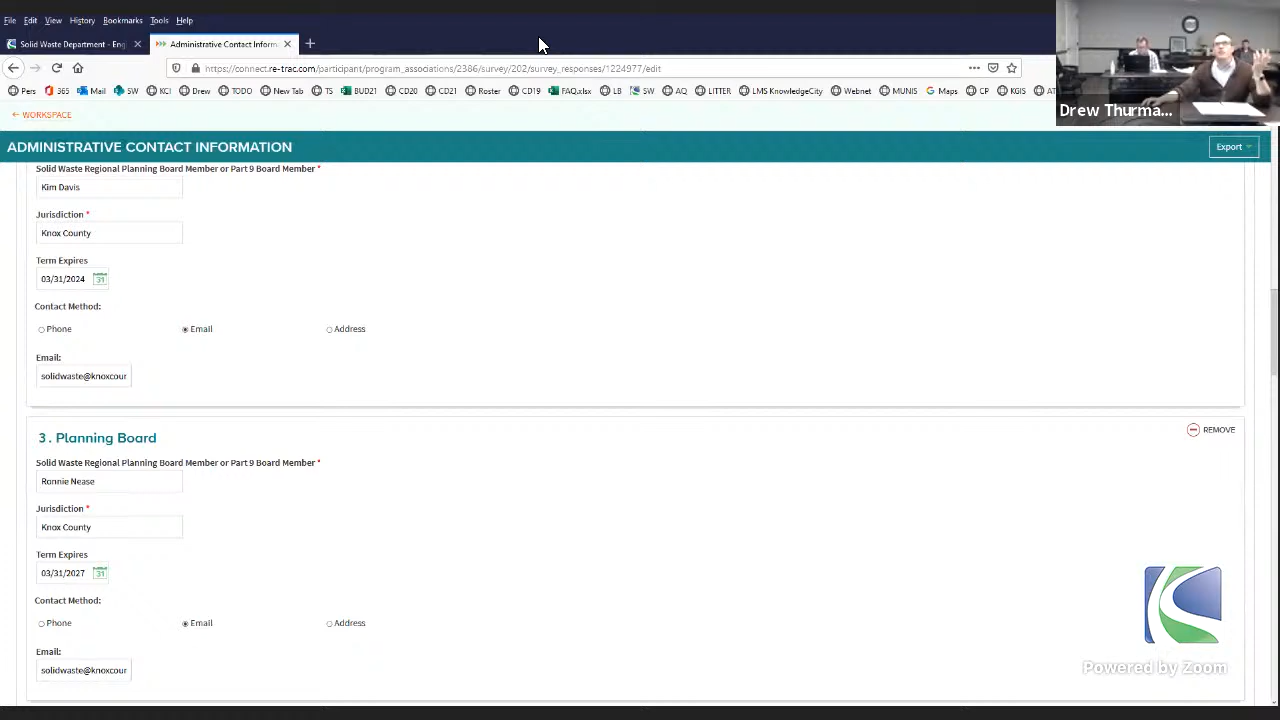 File Edit View History Bookmarks Tools Help
Solid Waste Department - Eng
Administrative Contact Inform
https://connect.re-trac.com/participant/program_associations/2386/survey/202/survey_responses/1224977/edit
Pers 365 Mail SW KCI Drew TODO New Tab TS BUD21 CD20 CD21 Roster CD19 FAQ.xlsx LB SW AQ LITTER LMS KnowledgeCity Webnet MUNIS Maps CP KGIS AT
Drew Thurma...
WORKSPACE
ADMINISTRATIVE CONTACT INFORMATION
Export
Solid Waste Regional Planning Board Member or Part 9 Board Member *
Kim Davis
Jurisdiction *
Knox County
Term Expires
03/31/2024 31
Contact Method:
Phone Email Address
Email:
solidwaste@knoxcour
3. Planning Board
REMOVE
Solid Waste Regional Planning Board Member or Part 9 Board Member *
Ronnie Nease
Jurisdiction *
Knox County
Term Expires
03/31/2027 31
Contact Method:
Phone Email Address
Email:
solidwaste@knoxcour
Powered by Zoom